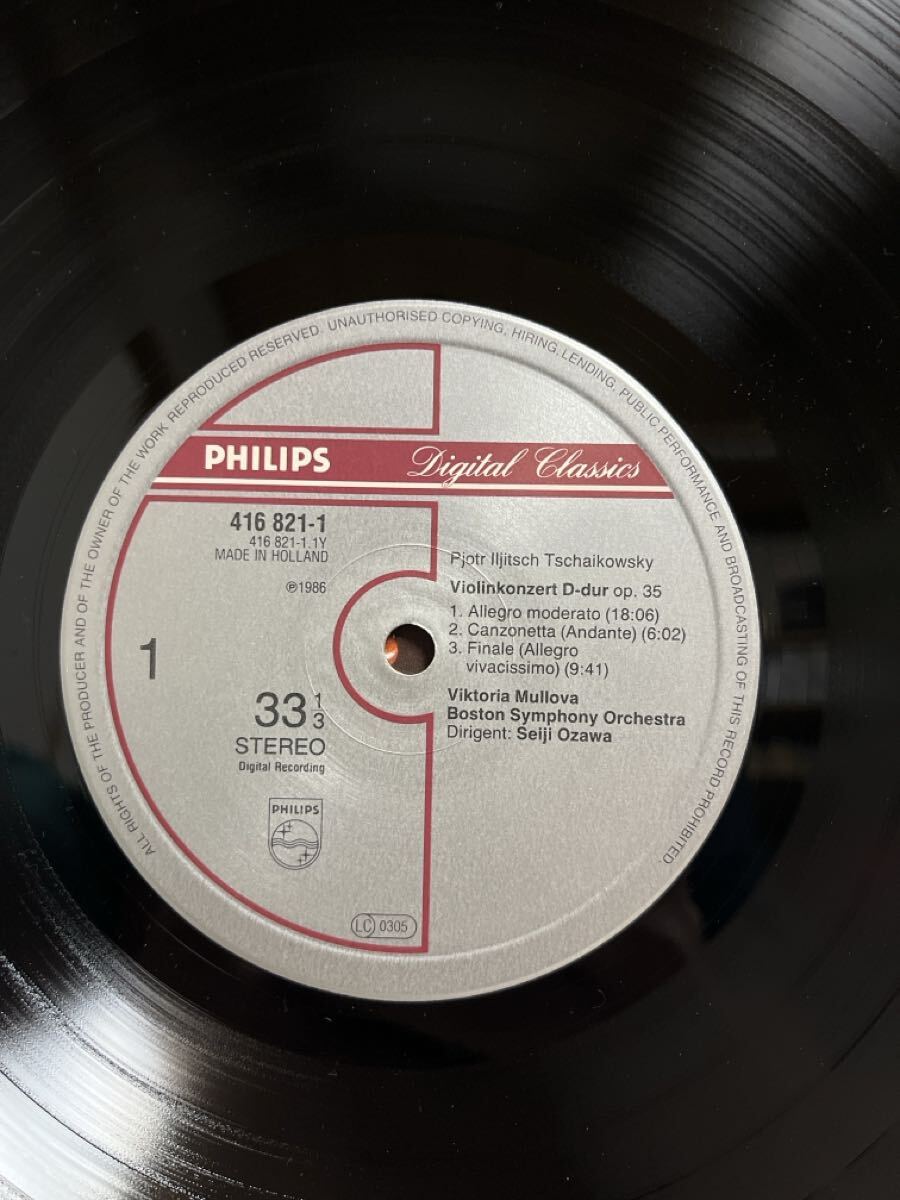 ALL RIGHTS OF THE PRODUCER AND OF THE OWNER OF THE WORK REPRODUCED RESERVED. UNAUTHORISED COPYING, HIRING, LENDING, PUBLIC PERFORMANCE AND BROADCASTING OF THIS RECORD PROHIBITED.
PHILIPS Digital Classics
416 821-1
416 821-1.1Y
MADE IN HOLLAND
℗1986
1
33 1/3
STEREO
Digital Recording
PHILIPS
LC 0305
Pjotr Iljitsch Tschaikowsky
Violinkonzert D-dur op. 35
1. Allegro moderato (18:06)
2. Canzonetta (Andante) (6:02)
3. Finale (Allegro
vivacissimo) (9:41)
Viktoria Mullova
Boston Symphony Orchestra
Dirigent: Seiji Ozawa